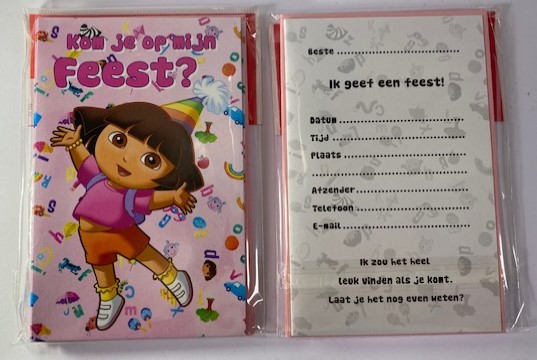 Kom je op mijn
Feest?
Beste ..............................
Ik geef een feest!
Datum ..............................
Tijd ..............................
Plaats ..............................
..............................
Afzender ..............................
Telefoon ..............................
E-mail ..............................
Ik zou het heel
leuk vinden als je komt.
Laat je het nog even weten?